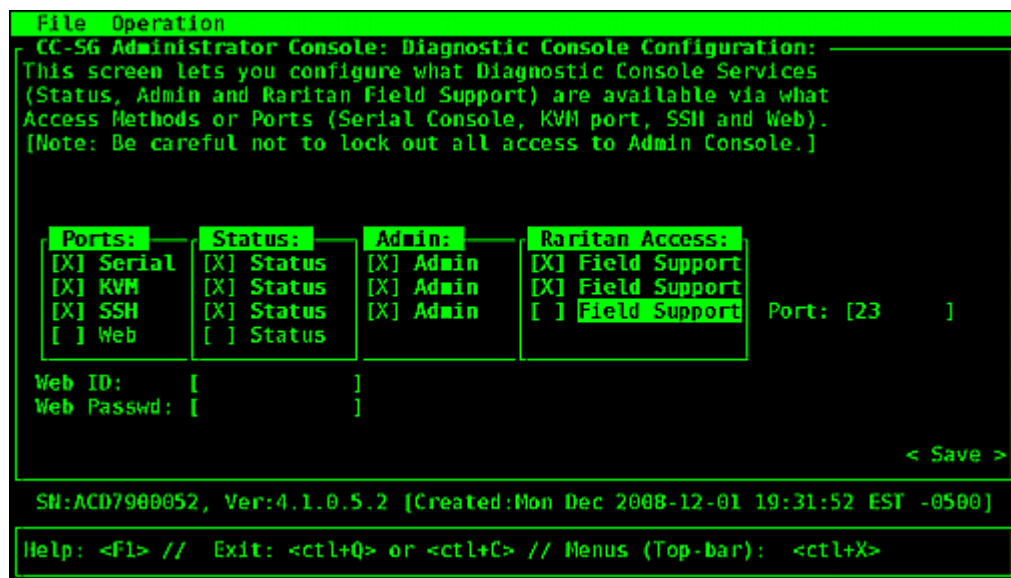 File Operation
CC-SG Administrator Console: Diagnostic Console Configuration:
This screen lets you configure what Diagnostic Console Services
(Status, Admin and Raritan Field Support) are available via what
Access Methods or Ports (Serial Console, KVM port, SSH and Web).
[Note: Be careful not to lock out all access to Admin Console.]
Ports: Status: Admin: Raritan Access:
[X] Serial [X] Status [X] Admin [X] Field Support
[X] KVM [X] Status [X] Admin [X] Field Support
[X] SSH [X] Status [X] Admin [ ] Field Support Port: [23 ]
[ ] Web [ ] Status
Web ID: [ ]
Web Passwd: [ ]
< Save >
SN:ACD7900052, Ver:4.1.0.5.2 [Created:Mon Dec 2008-12-01 19:31:52 EST -0500]
Help: <F1> // Exit: <ctl+Q> or <ctl+C> // Menus (Top-bar): <ctl+X>